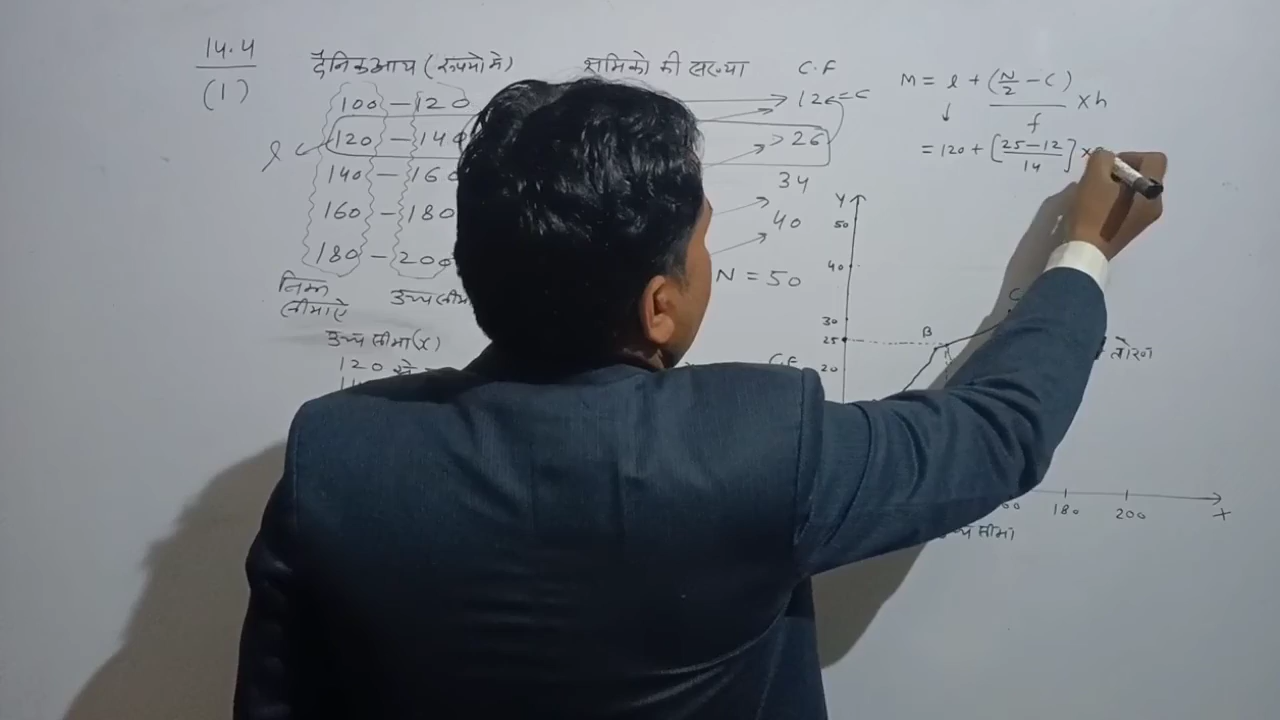 14.4
(1)
दैनिक आय (रुपयो मे) श्रमिको की संख्या C.F
100 - 120 12 = C
l 120 - 140 26
140 - 160 34
160 - 180 40
180 - 200
निम्न सीमाऐ उच्च सीमा
N = 50
उच्च सीमा (x) C.F
120 से
M = l + (N/2 - C)/f × h
= 120 + [25-12/14] ×
Y
50
40
30
25
20
B
C
तोरण
180 200 X
सीमा